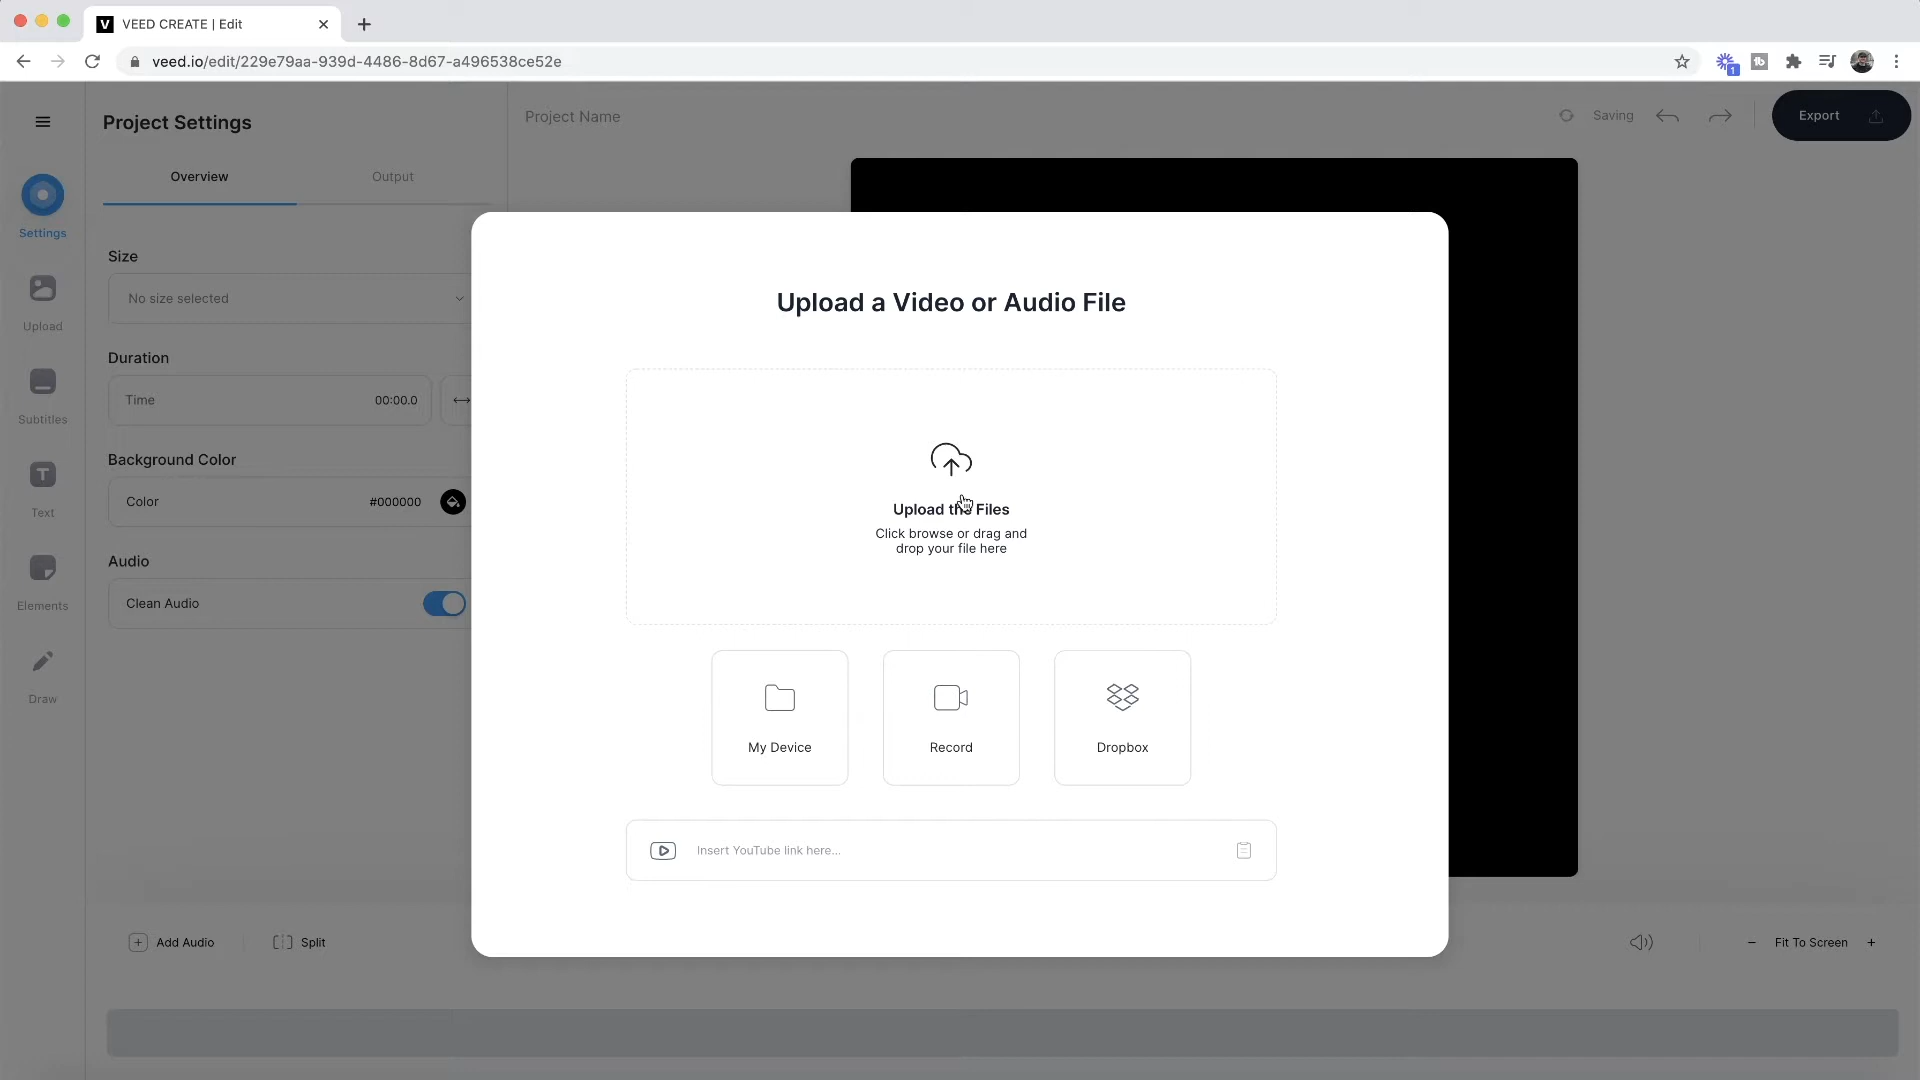 VEED CREATE | Edit
veed.io/edit/229e79aa-939d-4486-8d67-a496538ce52e
1
Project Settings
Project Name
Saving
Export
Overview
Output
Settings
Size
No size selected
Upload
Duration
Time
00:00.0
Subtitles
Background Color
Color
#000000
Text
Audio
Clean Audio
Elements
Draw
Upload a Video or Audio File
Upload the Files
Click browse or drag and
drop your file here
My Device
Record
Dropbox
Insert YouTube link here...
Add Audio
Split
Fit To Screen